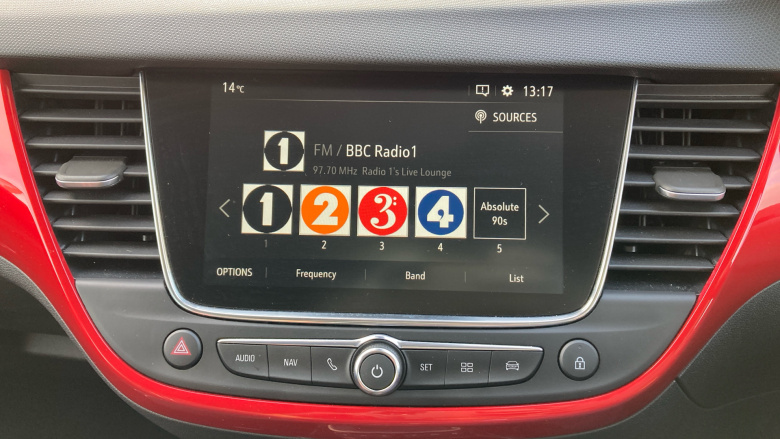 14 °C 13:17
SOURCES
1 FM / BBC Radio1
97.70 MHz Radio 1's Live Lounge
1 2 3: 4 Absolute
90s
1 2 3 4 5
OPTIONS Frequency Band List
AUDIO NAV SET